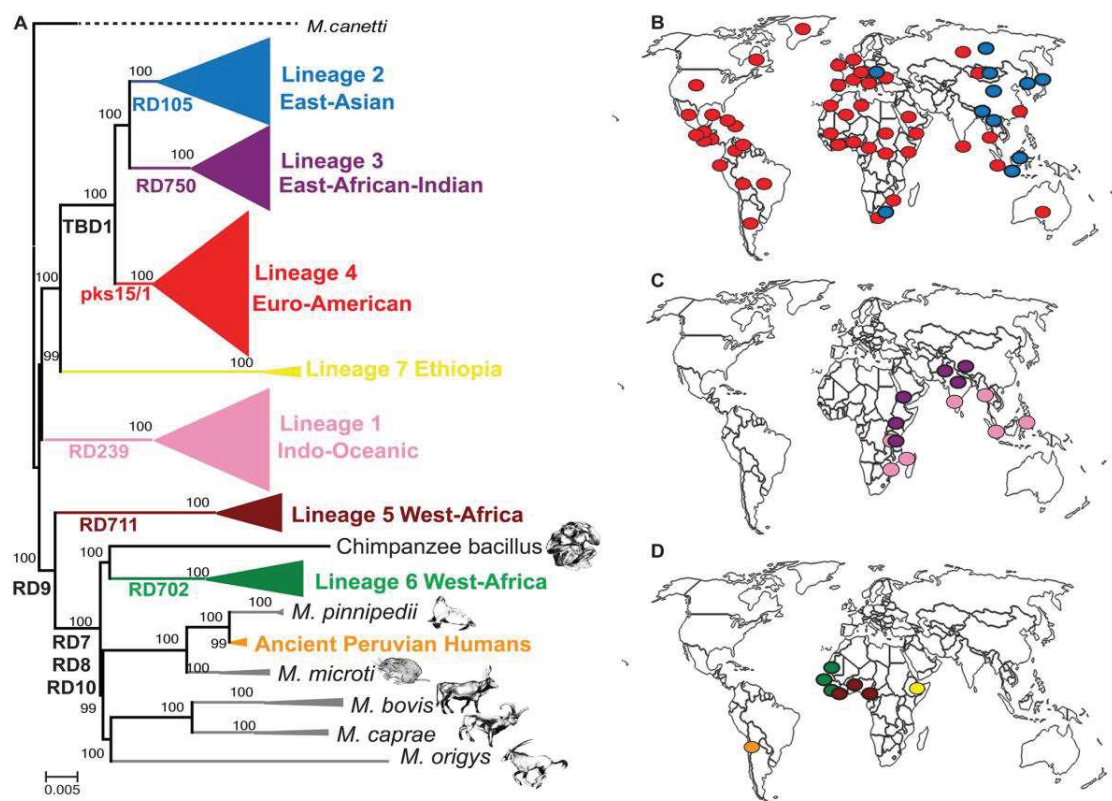 A
M.canetti
100
RD105
Lineage 2
East-Asian
100
100
RD750
Lineage 3
East-African-Indian
100
TBD1
100
pks15/1
Lineage 4
Euro-American
100
99
100
Lineage 7 Ethiopia
100
RD239
Lineage 1
Indo-Oceanic
100
RD711
Lineage 5 West-Africa
100
RD9
100
Chimpanzee bacillus
100
RD702
Lineage 6 West-Africa
100
RD7
RD8
RD10
99
100
100
M. pinnipedii
99
Ancient Peruvian Humans
100
100
M. microti
100
M. bovis
100
100
M. caprae
100
M. origys
0.005
B
C
D